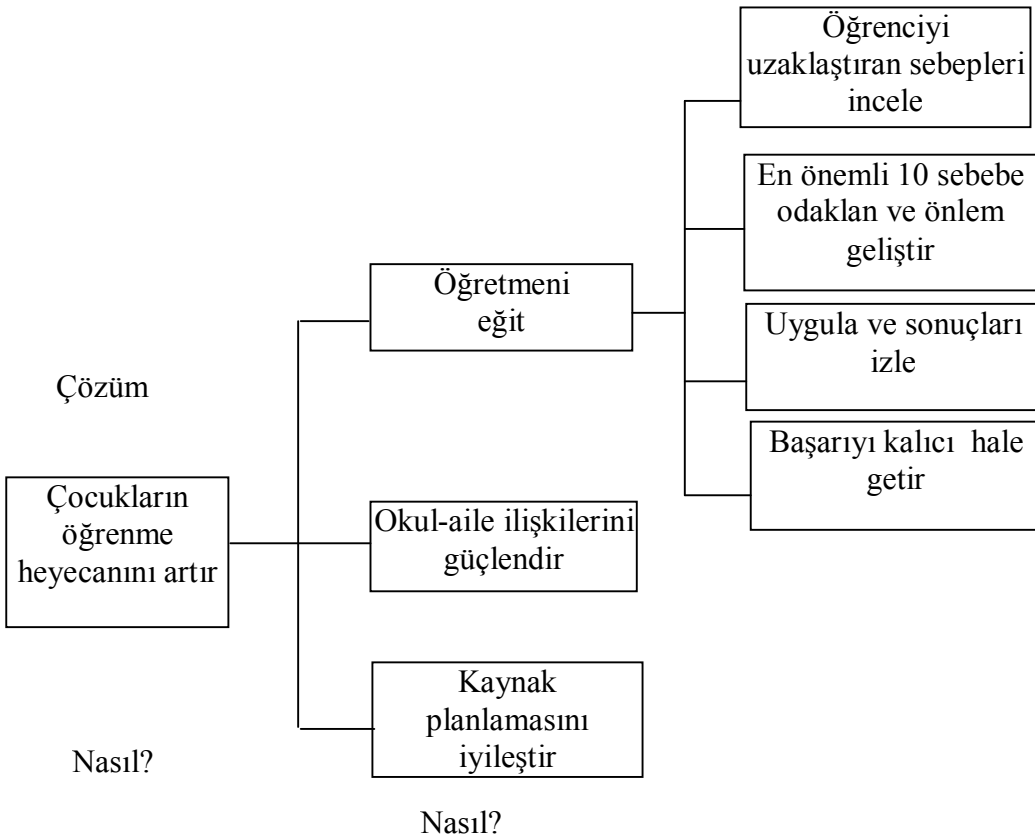 Çözüm
Çocukların
öğrenme
heyecanını artır
Nasıl?
Öğretmeni
eğit
Okul-aile ilişkilerini
güçlendir
Kaynak
planlamasını
iyileştir
Nasıl?
Öğrenciyi
uzaklaştıran sebepleri
incele
En önemli 10 sebebe
odaklan ve önlem
geliştir
Uygula ve sonuçları
izle
Başarıyı kalıcı  hale
getir